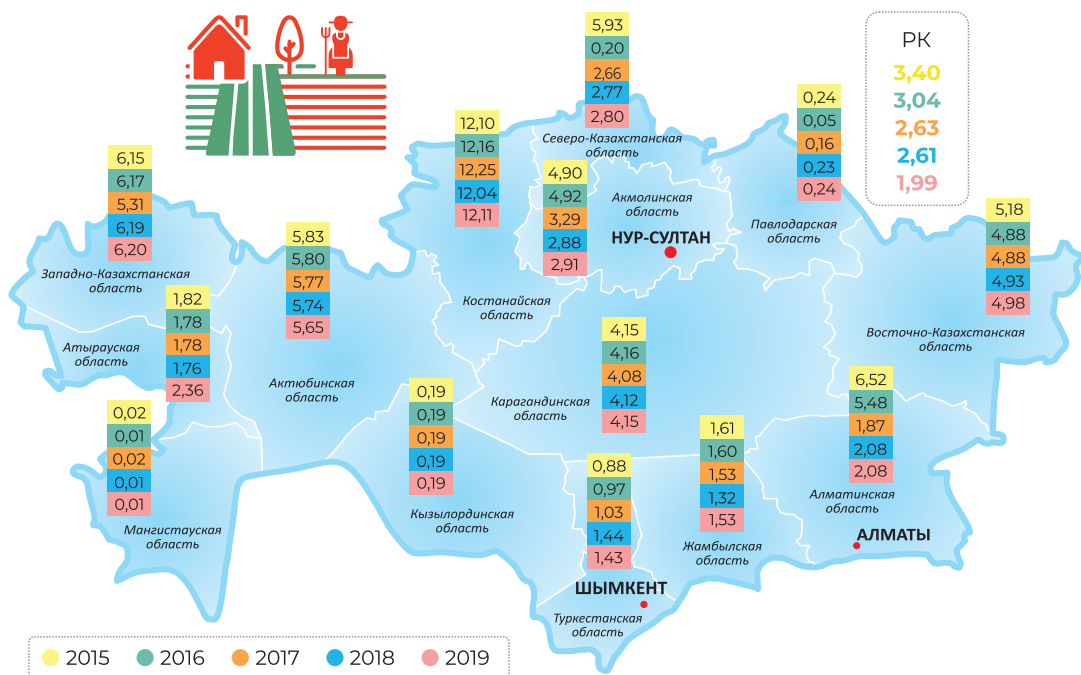 РК
3,40
3,04
2,63
2,61
1,99
5,93
0,20
2,66
2,77
2,80
Северо-Казахстанская
область
12,10
12,16
12,25
12,04
12,11
Костанайская
область
4,90
4,92
3,29
2,88
2,91
Акмолинская
область
НУР-СУЛТАН
0,24
0,05
0,16
0,23
0,24
Павлодарская
область
6,15
6,17
5,31
6,19
6,20
Западно-Казахстанская
область
5,83
5,80
5,77
5,74
5,65
Актюбинская
область
5,18
4,88
4,88
4,93
4,98
Восточно-Казахстанская
область
1,82
1,78
1,78
1,76
2,36
Атырауская
область
4,15
4,16
4,08
4,12
4,15
Карагандинская
область
0,02
0,01
0,02
0,01
0,01
Мангистауская
область
0,19
0,19
0,19
0,19
0,19
Кызылординская
область
6,52
5,48
1,87
2,08
2,08
Алматинская
область
АЛМАТЫ
1,61
1,60
1,53
1,32
1,53
Жамбылская
область
0,88
0,97
1,03
1,44
1,43
ШЫМКЕНТ
Туркестанская
область
2015 2016 2017 2018 2019